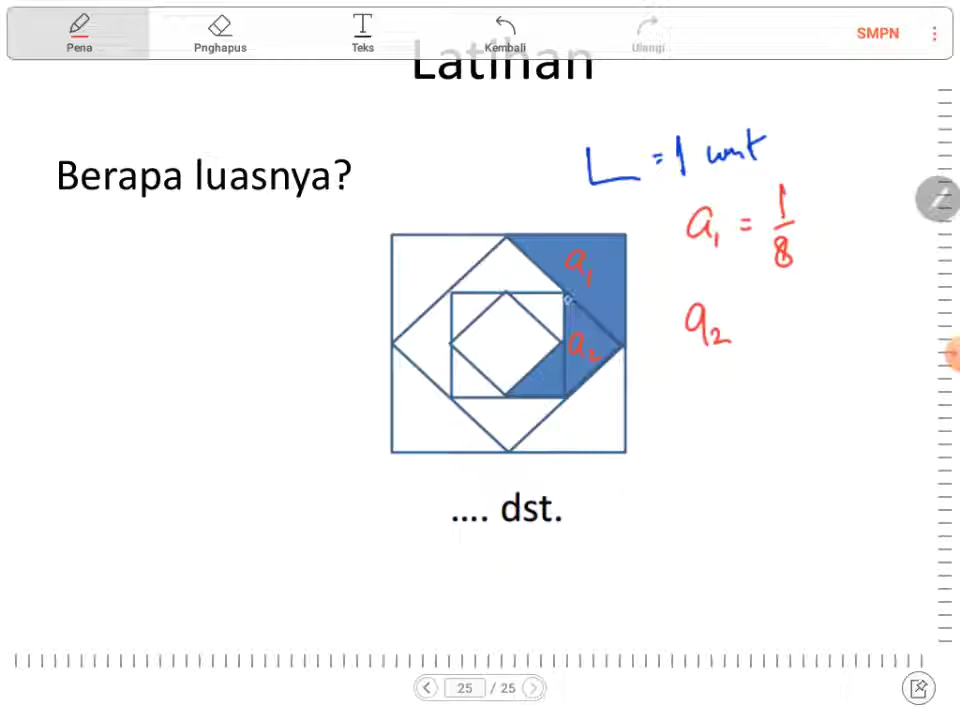 Pena
Pnghapus
Teks
Kembali
Ulangi
SMPN
Latihan
Berapa luasnya?
L = 1 unit
a₁ = 1/8
a₂
a₁
a₂
.... dst.
25 / 25